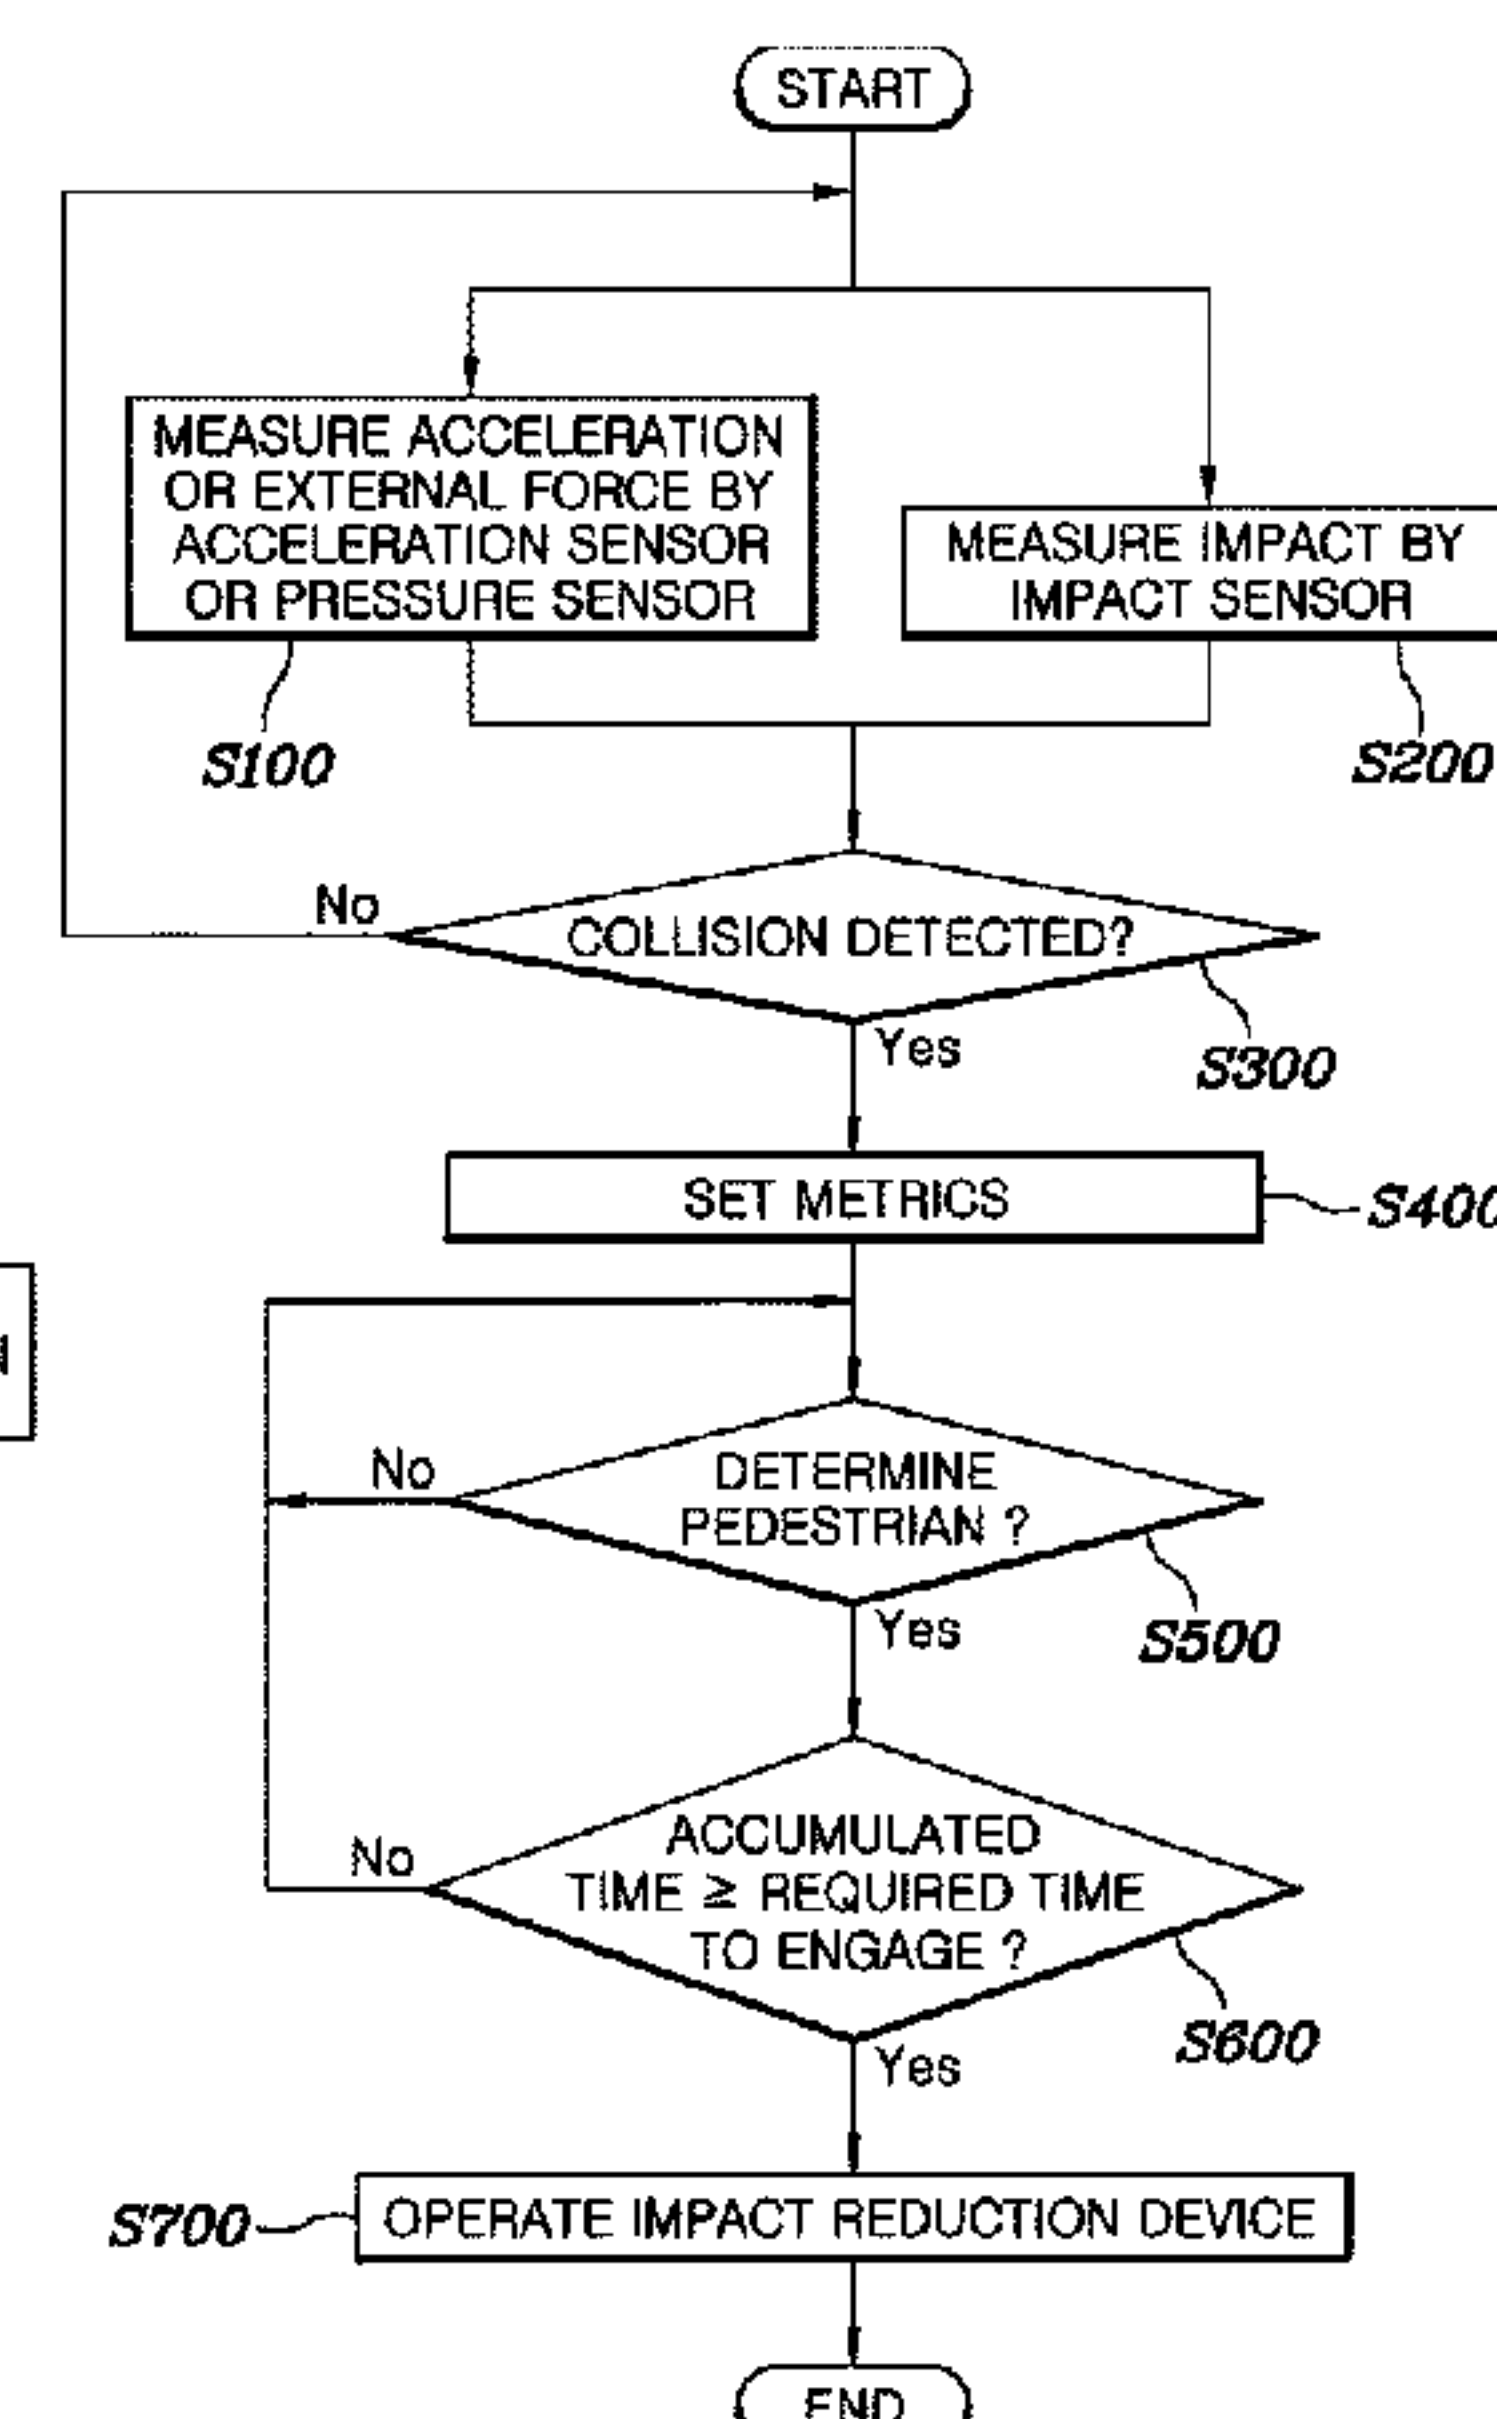 START
MEASURE ACCELERATION
OR EXTERNAL FORCE BY
ACCELERATION SENSOR
OR PRESSURE SENSOR
MEASURE IMPACT BY
IMPACT SENSOR
S100
S200
No
COLLISION DETECTED?
Yes
S300
SET METRICS
S400
No
DETERMINE
PEDESTRIAN ?
Yes
S500
No
ACCUMULATED
TIME ≥ REQUIRED TIME
TO ENGAGE ?
S600
Yes
S700
OPERATE IMPACT REDUCTION DEVICE
END